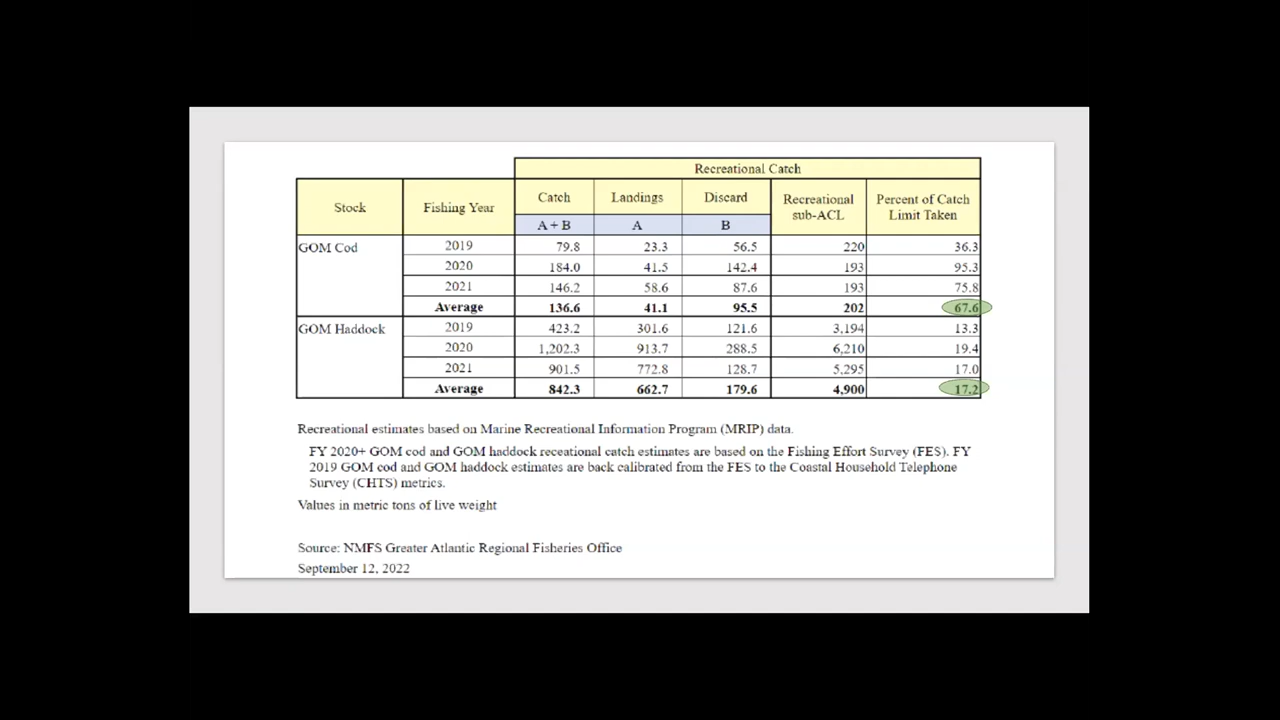 Recreational Catch
Stock Fishing Year Catch Landings Discard Recreational sub-ACL Percent of Catch Limit Taken
A + B A B
GOM Cod 2019 79.8 23.3 56.5 220 36.3
2020 184.0 41.5 142.4 193 95.3
2021 146.2 58.6 87.6 193 75.8
Average 136.6 41.1 95.5 202 67.6
GOM Haddock 2019 423.2 301.6 121.6 3,194 13.3
2020 1,202.3 913.7 288.5 6,210 19.4
2021 901.5 772.8 128.7 5,295 17.0
Average 842.3 662.7 179.6 4,900 17.2
Recreational estimates based on Marine Recreational Information Program (MRIP) data.
FY 2020+ GOM cod and GOM haddock receational catch estimates are based on the Fishing Effort Survey (FES). FY
2019 GOM cod and GOM haddock estimates are back calibrated from the FES to the Coastal Household Telephone
Survey (CHTS) metrics.
Values in metric tons of live weight
Source: NMFS Greater Atlantic Regional Fisheries Office
September 12, 2022